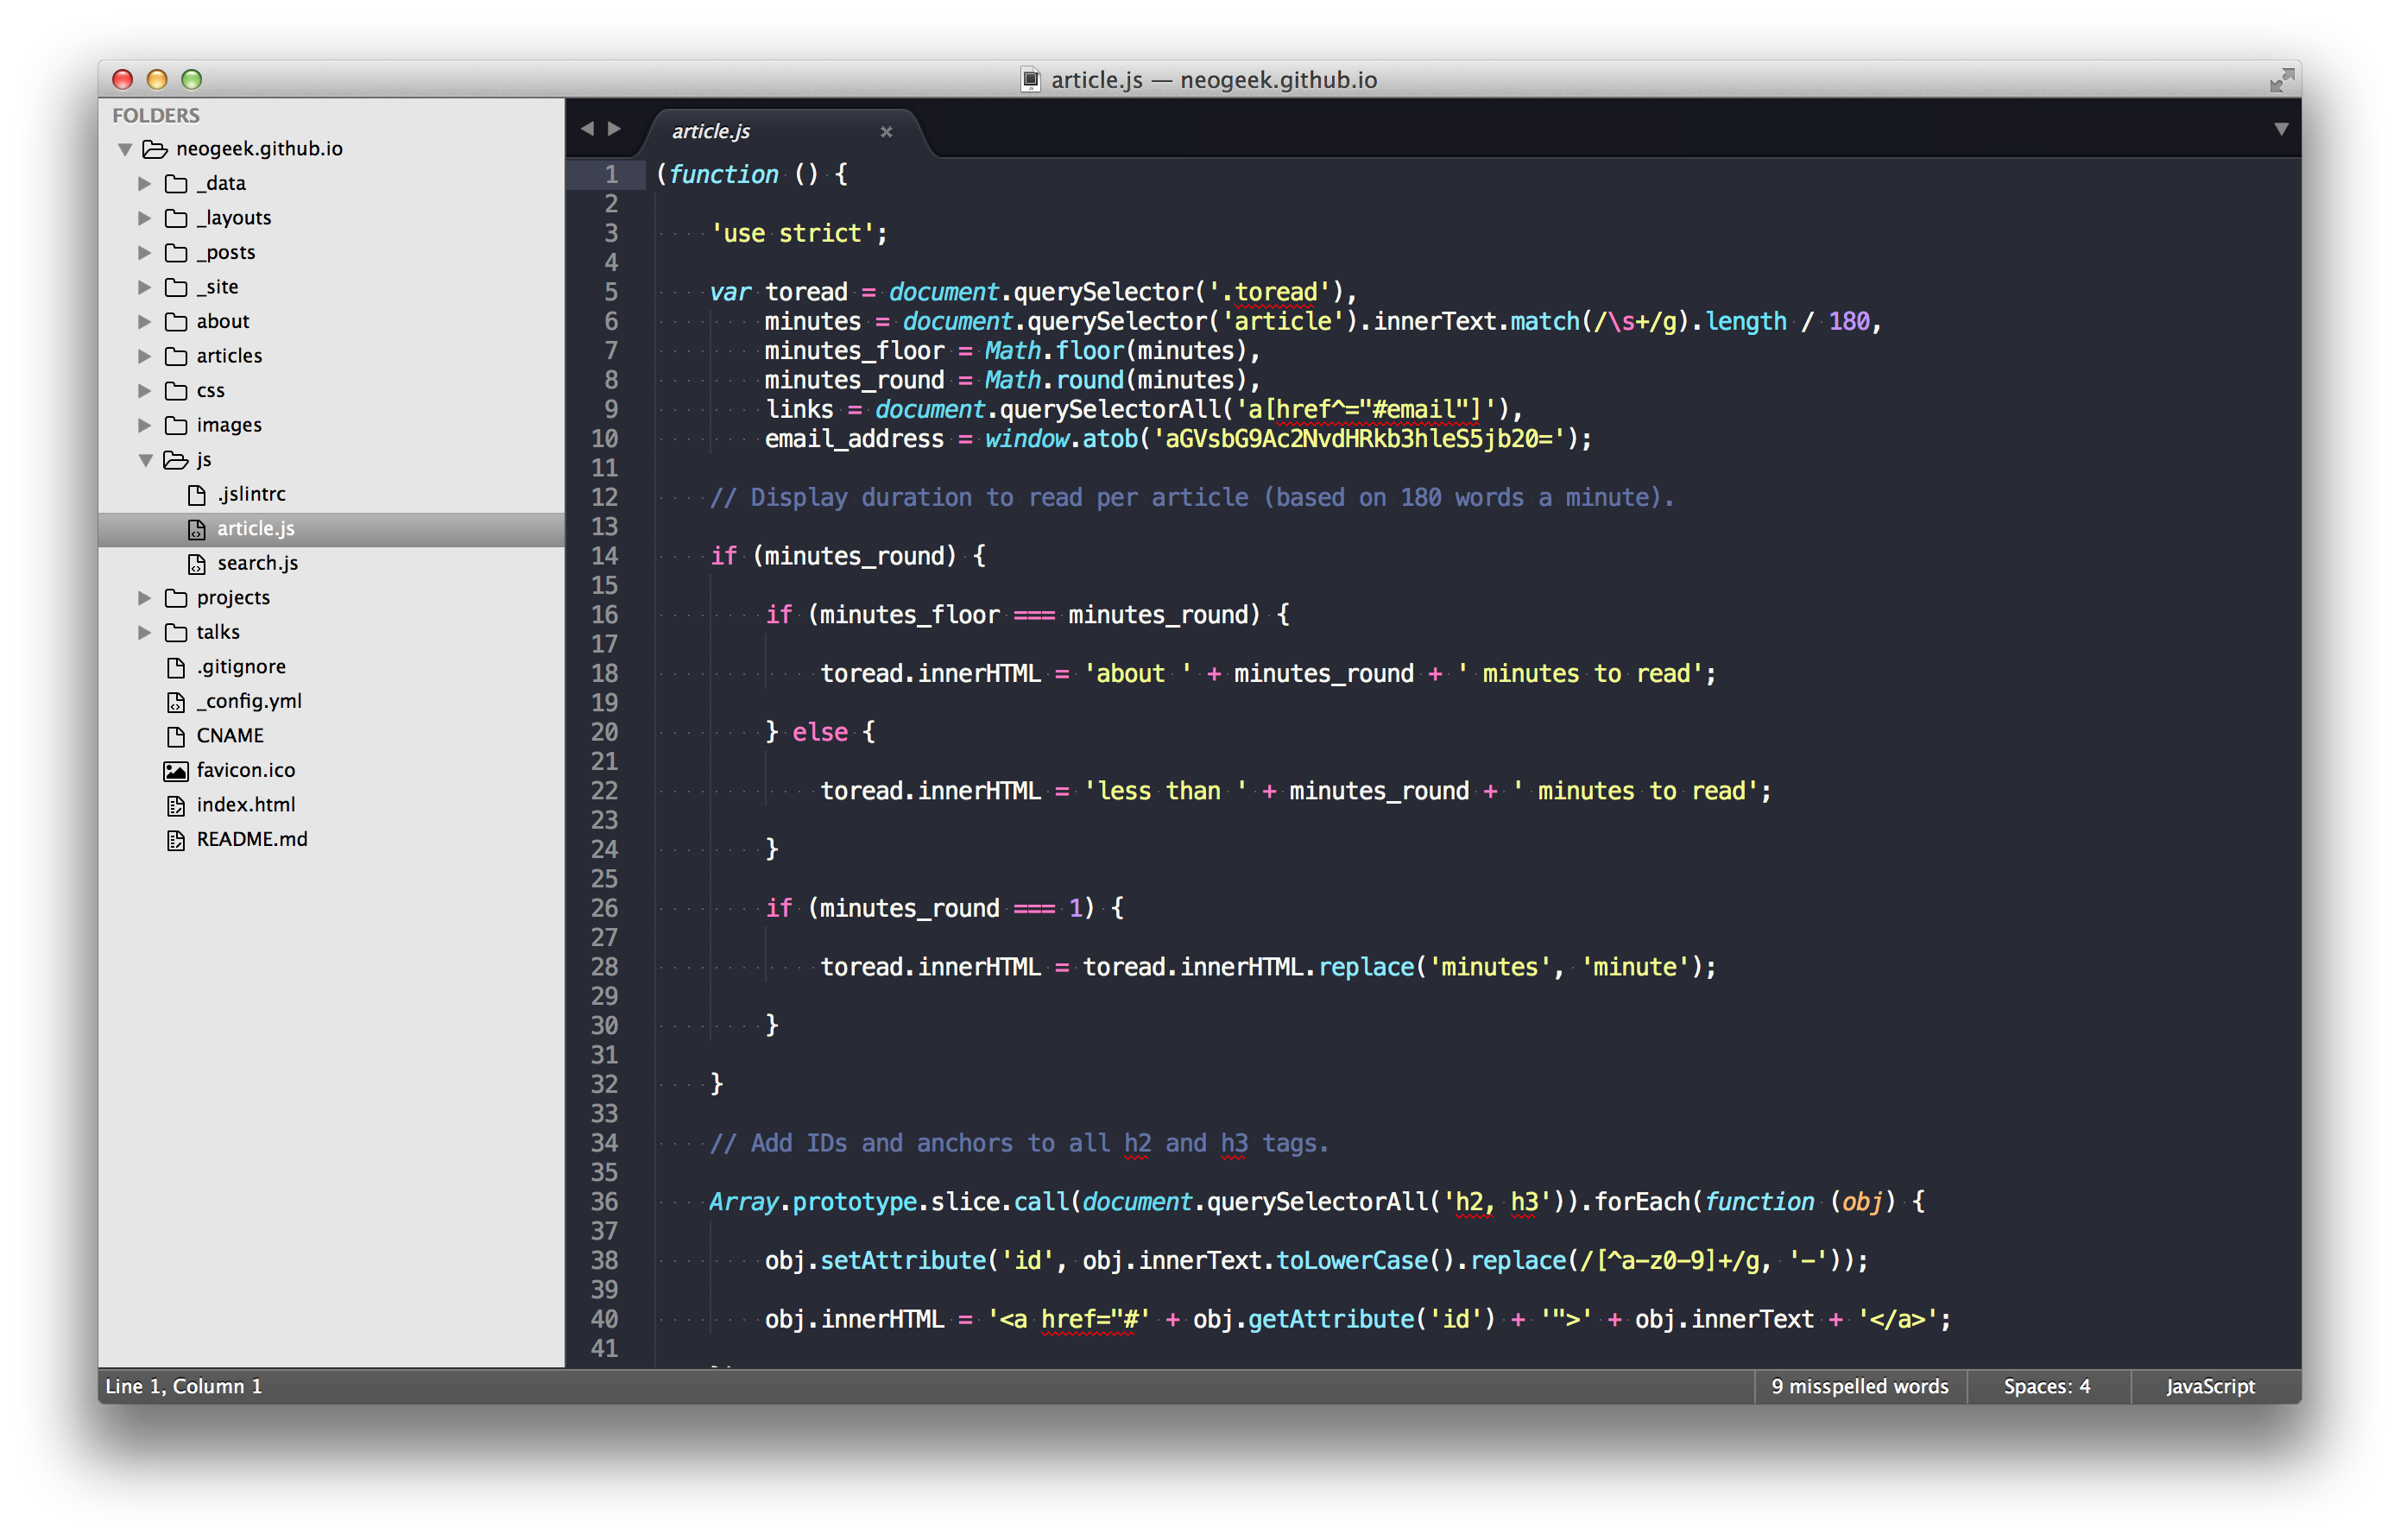 article.js — neogeek.github.io
FOLDERS
neogeek.github.io
_data
_layouts
_posts
_site
about
articles
css
images
js
.jslintrc
article.js
search.js
projects
talks
.gitignore
_config.yml
CNAME
favicon.ico
index.html
README.md
article.js
1 (function () {
2
3 'use strict';
4
5 var toread = document.querySelector('.toread'),
6 minutes = document.querySelector('article').innerText.match(/\s+/g).length / 180,
7 minutes_floor = Math.floor(minutes),
8 minutes_round = Math.round(minutes),
9 links = document.querySelectorAll('a[href^="#email"]'),
10 email_address = window.atob('aGVsbG9Ac2NvdHRkb3hleS5jb20=');
11
12 // Display duration to read per article (based on 180 words a minute).
13
14 if (minutes_round) {
15
16 if (minutes_floor === minutes_round) {
17
18 toread.innerHTML = 'about ' + minutes_round + ' minutes to read';
19
20 } else {
21
22 toread.innerHTML = 'less than ' + minutes_round + ' minutes to read';
23
24 }
25
26 if (minutes_round === 1) {
27
28 toread.innerHTML = toread.innerHTML.replace('minutes', 'minute');
29
30 }
31
32 }
33
34 // Add IDs and anchors to all h2 and h3 tags.
35
36 Array.prototype.slice.call(document.querySelectorAll('h2, h3')).forEach(function (obj) {
37
38 obj.setAttribute('id', obj.innerText.toLowerCase().replace(/[^a-z0-9]+/g, '-'));
39
40 obj.innerHTML = '<a href="#' + obj.getAttribute('id') + '">' + obj.innerText + '</a>';
41
Line 1, Column 1
9 misspelled words
Spaces: 4
JavaScript